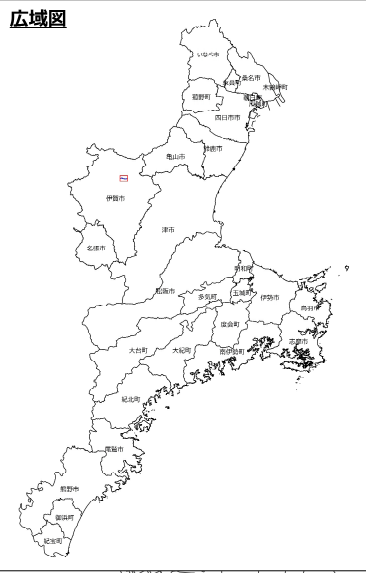 広域図
いなべ市
桑名市
東員町
木曽岬町
菰野町
朝日町
川越町
四日市市
鈴鹿市
亀山市
伊賀市
津市
名張市
明和町
松阪市
多気町
玉城町
伊勢市
鳥羽市
度会町
志摩市
大台町
大紀町
南伊勢町
紀北町
尾鷲市
熊野市
御浜町
紀宝町